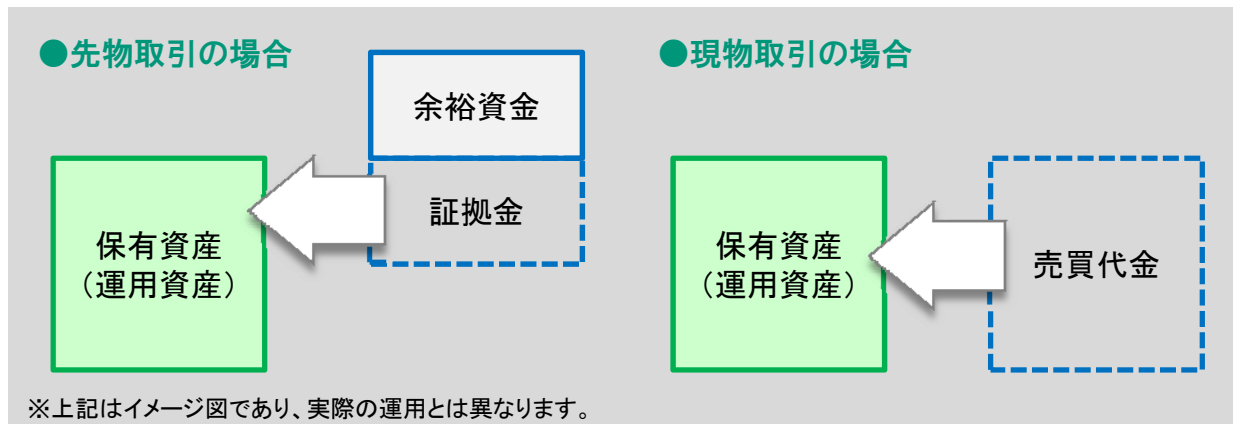 ●先物取引の場合
余裕資金
証拠金
保有資産
（運用資産）
●現物取引の場合
保有資産
（運用資産）
売買代金
※上記はイメージ図であり、実際の運用とは異なります。